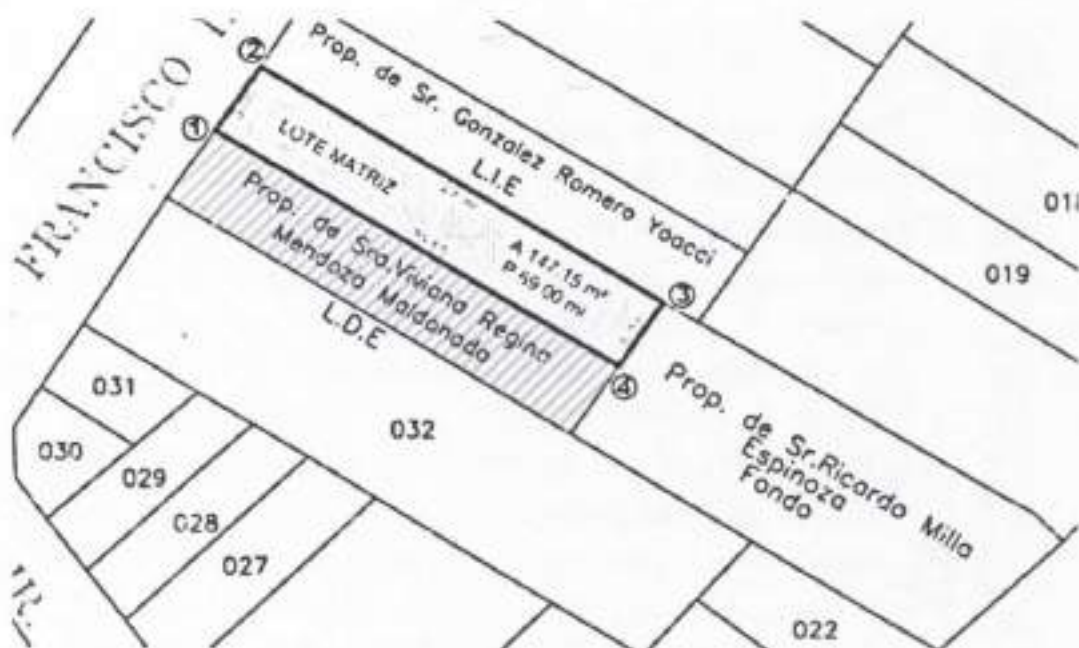 FRANCISCO
②
①
Prop. de Sr. Gonzalez Romero Yoacci
L.I.E
LOTE MATRIZ
A 147.15 m²
P 59.00 ml
③
Prop. de Sra.Viviana Regina
Mendoza Maldonado
L.D.E
④
018
019
Prop. de Sr.Ricardo Milla
Espinoza
Fondo
031
030
029
028
027
032
022